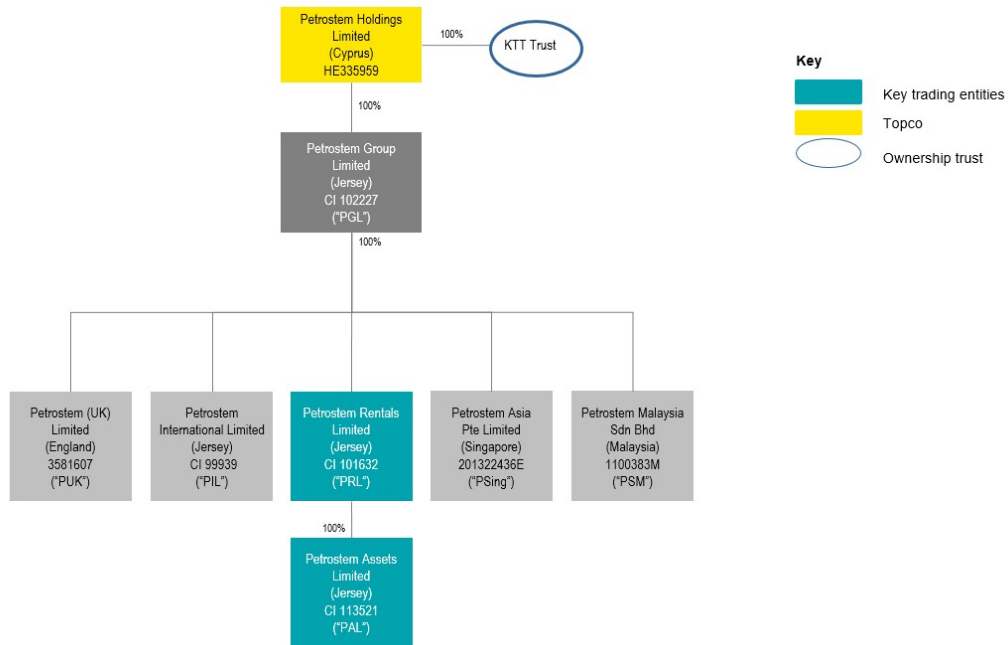 Petrostem Holdings
Limited
(Cyprus)
HE335959
100%
KTT Trust
Key
Key trading entities
Topco
Ownership trust
100%
Petrostem Group
Limited
(Jersey)
CI 102227
("PGL")
100%
Petrostem (UK)
Limited
(England)
3581607
("PUK")
Petrostem
International Limited
(Jersey)
CI 99939
("PIL")
Petrostem Rentals
Limited
(Jersey)
CI 101632
("PRL")
Petrostem Asia
Pte Limited
(Singapore)
201322436E
("PSing")
Petrostem Malaysia
Sdn Bhd
(Malaysia)
1100383M
("PSM")
100%
Petrostem Assets
Limited
(Jersey)
CI 113521
("PAL")